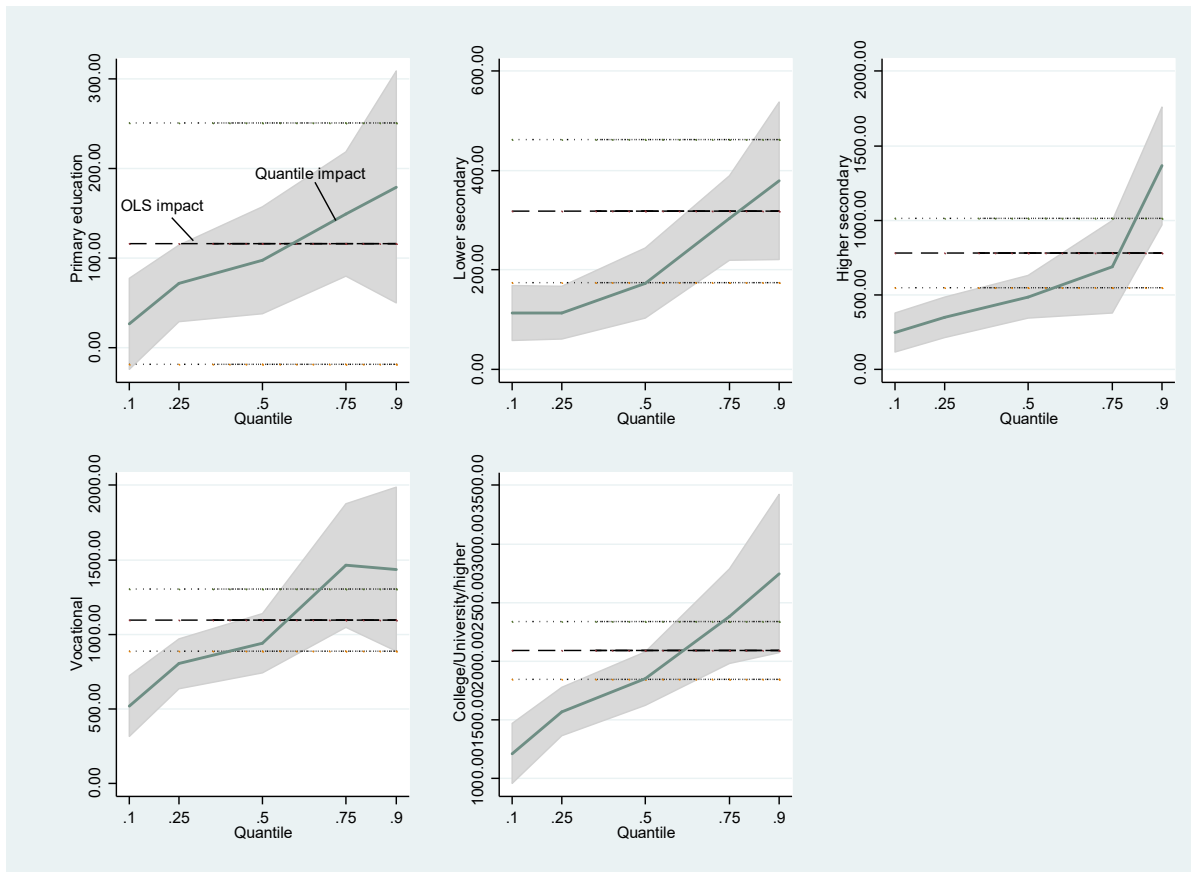 Primary education
0.00 100.00 200.00 300.00
OLS impact
Quantile impact
.1 .25 .5 .75 .9
Quantile
Lower secondary
0.00 200.00 400.00 600.00
.1 .25 .5 .75 .9
Quantile
Higher secondary
0.00 500.00 1000.00 1500.00 2000.00
.1 .25 .5 .75 .9
Quantile
Vocational
0.00 500.00 1000.00 1500.00 2000.00
.1 .25 .5 .75 .9
Quantile
College/University/higher
1000.001500.002000.002500.003000.003500.00
.1 .25 .5 .75 .9
Quantile